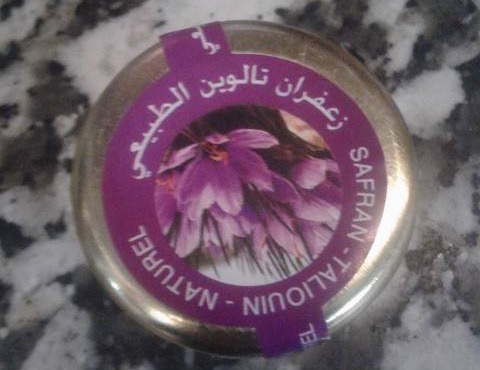 زعفران تالوين الطبيعي
SAFRAN - TALIOUIN - NATUREL